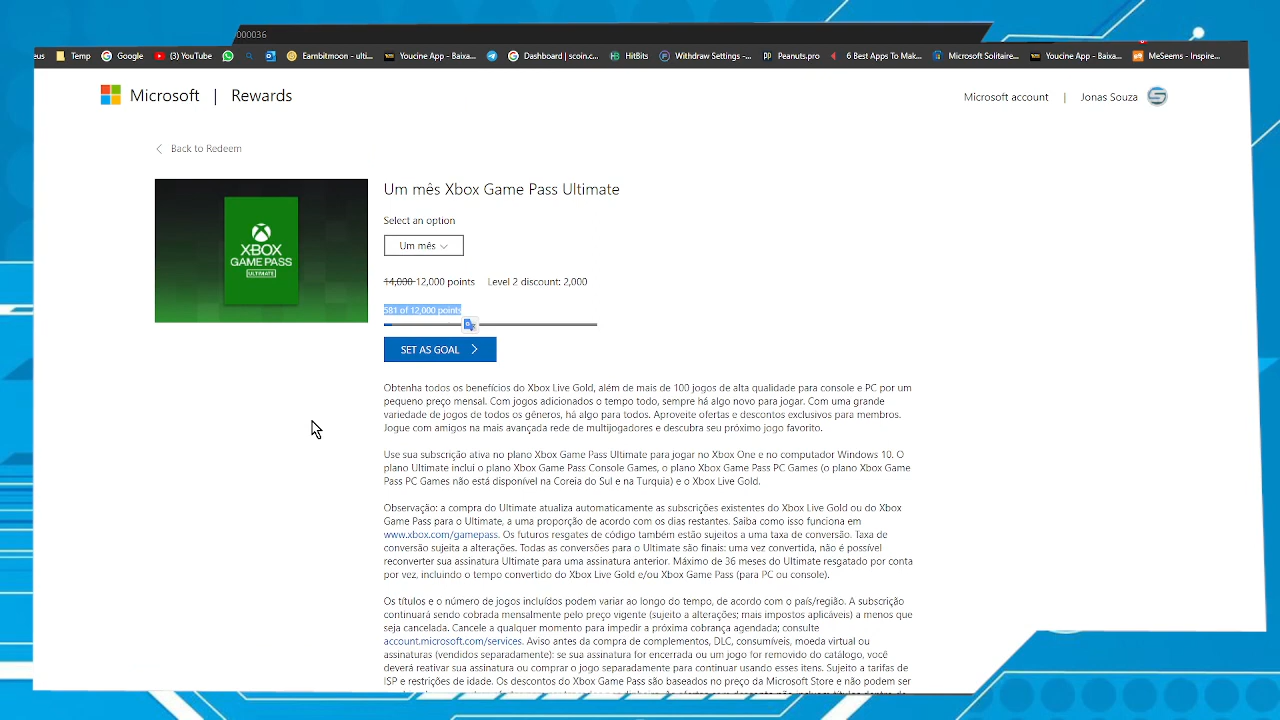 000036
eus Temp Google (3) YouTube Earnbitmoon - ulti... Youcine App - Baixa... Dashboard | scoin.c... HitBits Withdraw Settings -... Peanuts.pro 6 Best Apps To Mak... Microsoft Solitaire... Youcine App - Baixa... MeSeems - Inspire...
Microsoft | Rewards Microsoft account | Jonas Souza
Back to Redeem
XBOX
GAME PASS
ULTIMATE
Um mês Xbox Game Pass Ultimate
Select an option
Um mês
14,000 12,000 points Level 2 discount: 2,000
581 of 12,000 points
SET AS GOAL
Obtenha todos os benefícios do Xbox Live Gold, além de mais de 100 jogos de alta qualidade para console e PC por um
pequeno preço mensal. Com jogos adicionados o tempo todo, sempre há algo novo para jogar. Com uma grande
variedade de jogos de todos os gêneros, há algo para todos. Aproveite ofertas e descontos exclusivos para membros.
Jogue com amigos na mais avançada rede de multijogadores e descubra seu próximo jogo favorito.
Use sua subscrição ativa no plano Xbox Game Pass Ultimate para jogar no Xbox One e no computador Windows 10. O
plano Ultimate inclui o plano Xbox Game Pass Console Games, o plano Xbox Game Pass PC Games (o plano Xbox Game
Pass PC Games não está disponível na Coreia do Sul e na Turquia) e o Xbox Live Gold.
Observação: a compra do Ultimate atualiza automaticamente as subscrições existentes do Xbox Live Gold ou do Xbox
Game Pass para o Ultimate, a uma proporção de acordo com os dias restantes. Saiba como isso funciona em
www.xbox.com/gamepass. Os futuros resgates de código também estão sujeitos a uma taxa de conversão. Taxa de
conversão sujeita a alterações. Todas as conversões para o Ultimate são finais: uma vez convertida, não é possível
reconverter sua assinatura Ultimate para uma assinatura anterior. Máximo de 36 meses do Ultimate resgatado por conta
por vez, incluindo o tempo convertido do Xbox Live Gold e/ou Xbox Game Pass (para PC ou console).
Os títulos e o número de jogos incluídos podem variar ao longo do tempo, de acordo com o país/região. A subscrição
continuará sendo cobrada mensalmente pelo preço vigente (sujeito a alterações; mais impostos aplicáveis) a menos que
seja cancelada. Cancele a qualquer momento para impedir a próxima cobrança agendada; consulte
account.microsoft.com/services. Aviso antes da compra de complementos, DLC, consumíveis, moeda virtual ou
assinaturas (vendidos separadamente): se sua assinatura for encerrada ou um jogo for removido do catálogo, você
deverá reativar sua assinatura ou comprar o jogo separadamente para continuar usando esses itens. Sujeito a tarifas de
ISP e restrições de idade. Os descontos do Xbox Game Pass são baseados no preço da Microsoft Store e não podem ser